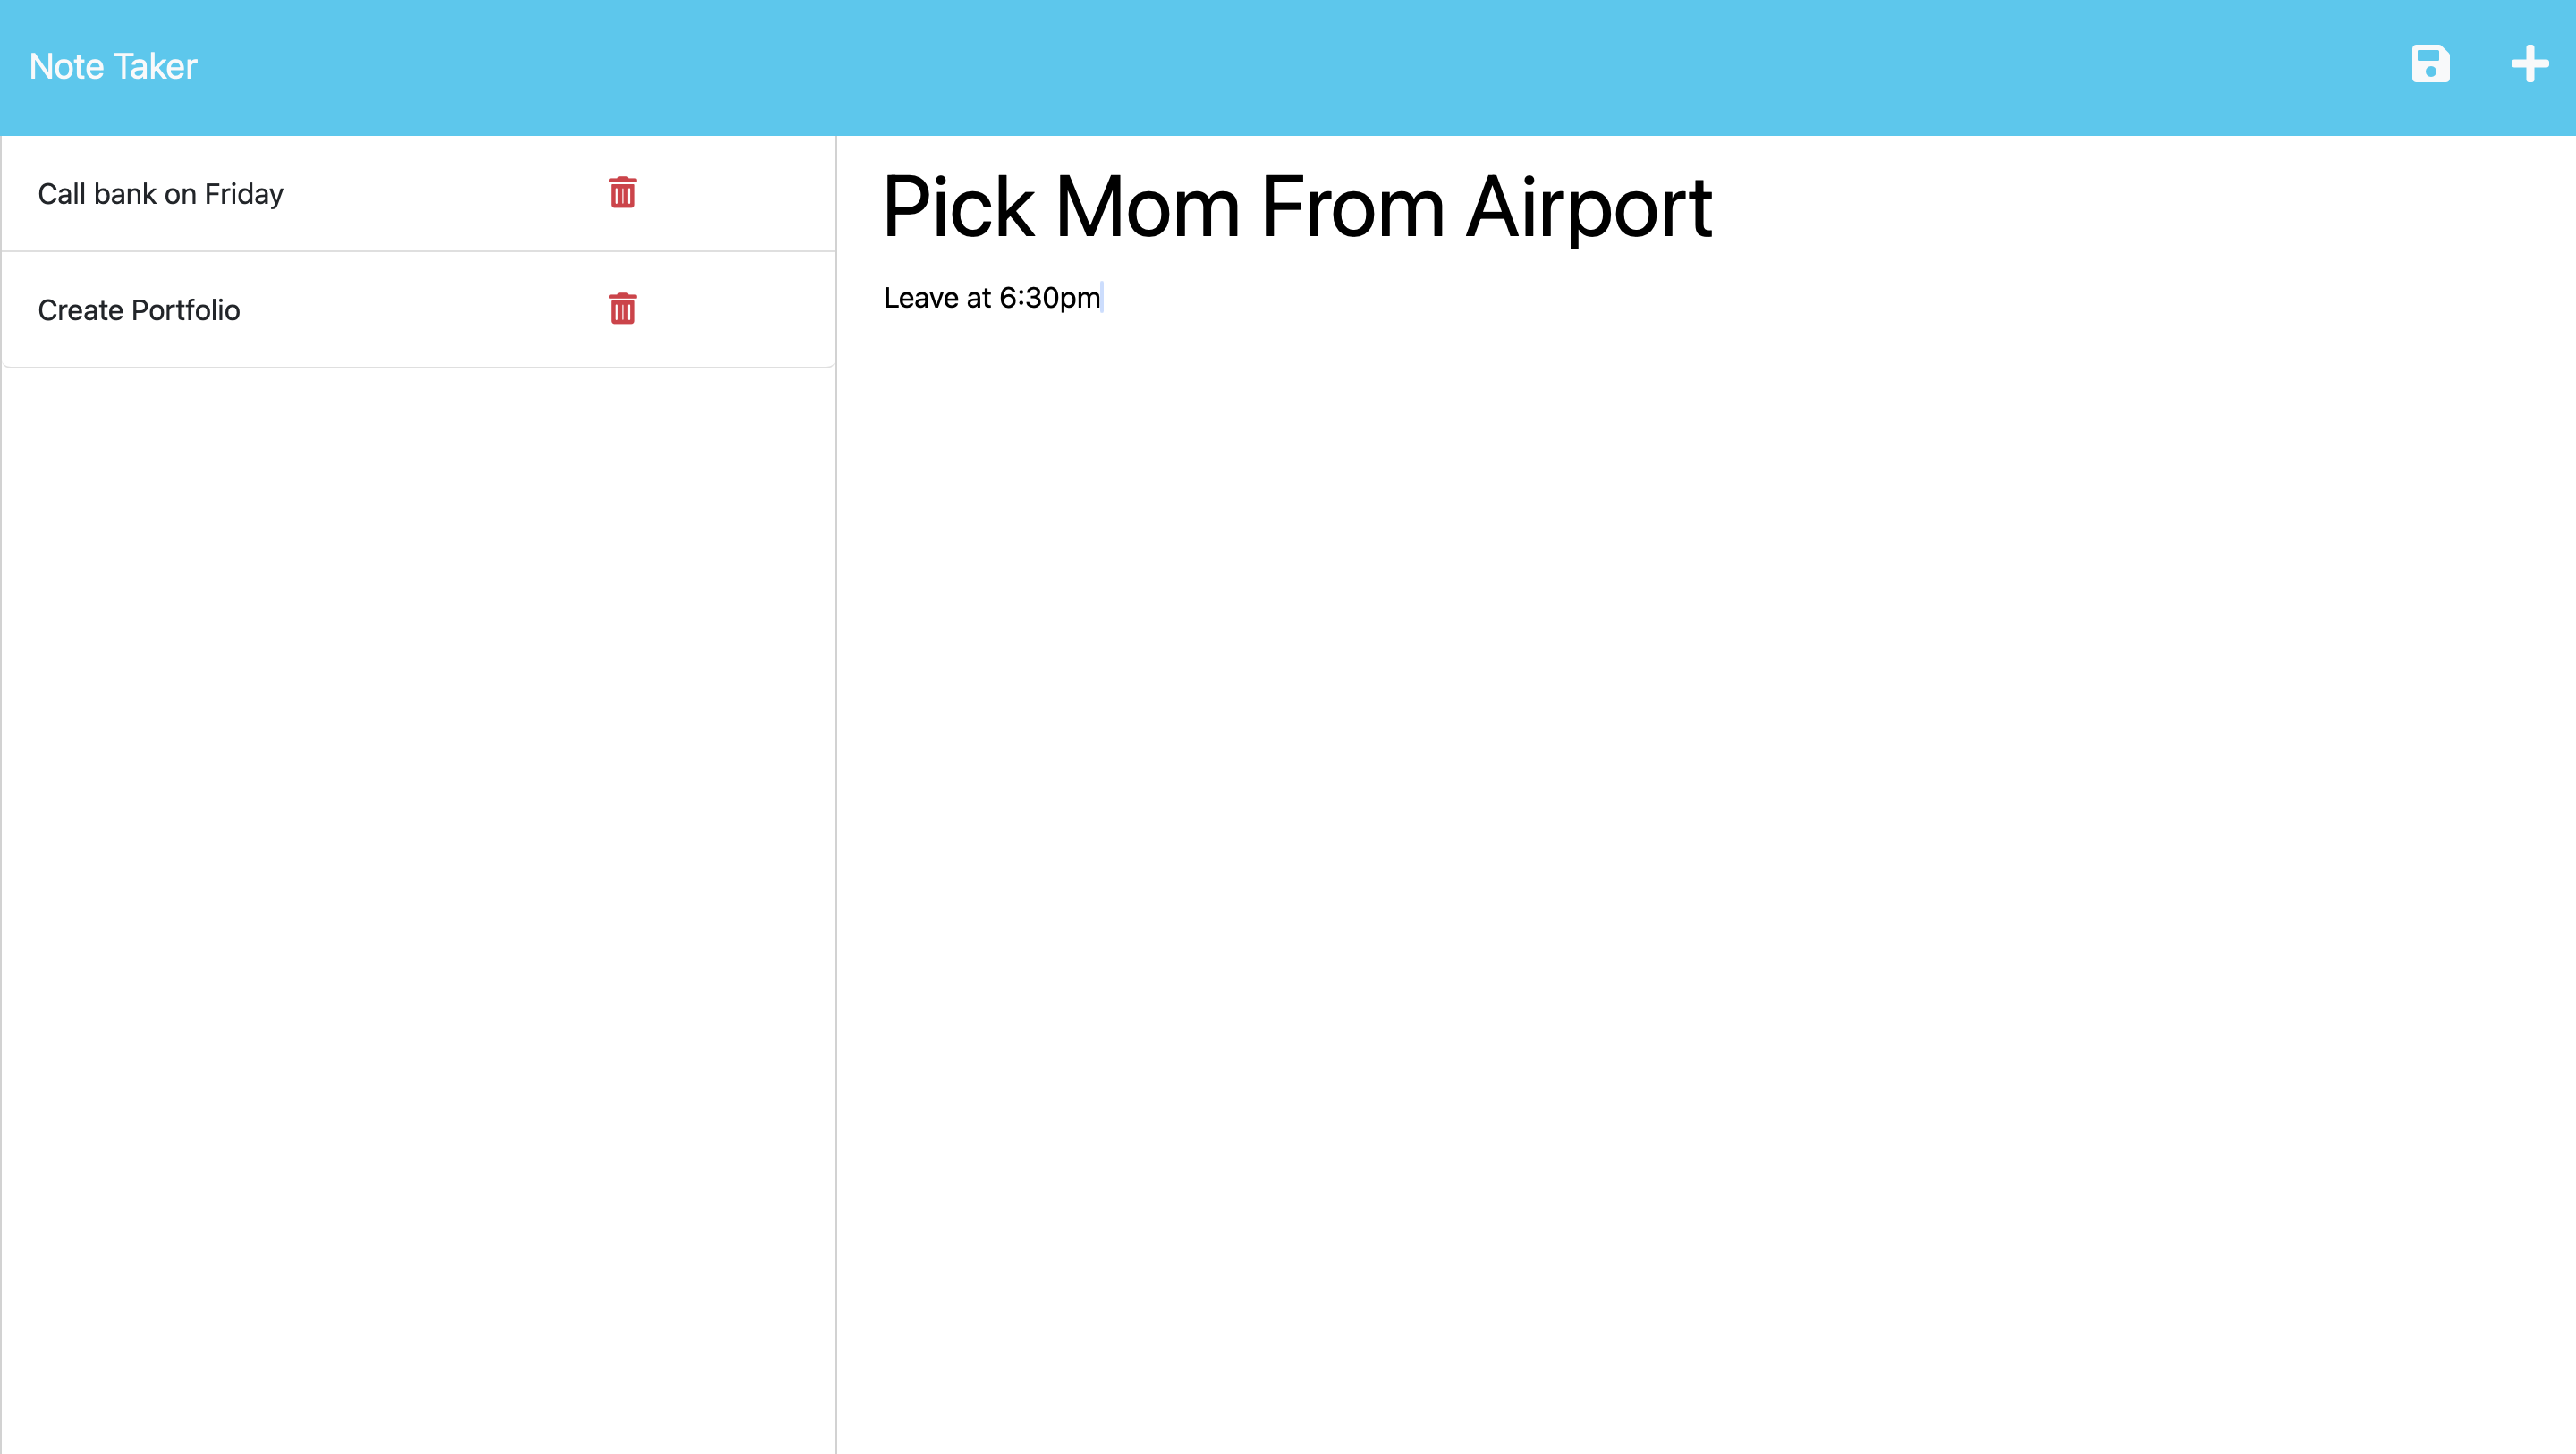 Note Taker
Call bank on Friday
Create Portfolio
Pick Mom From Airport
Leave at 6:30pm